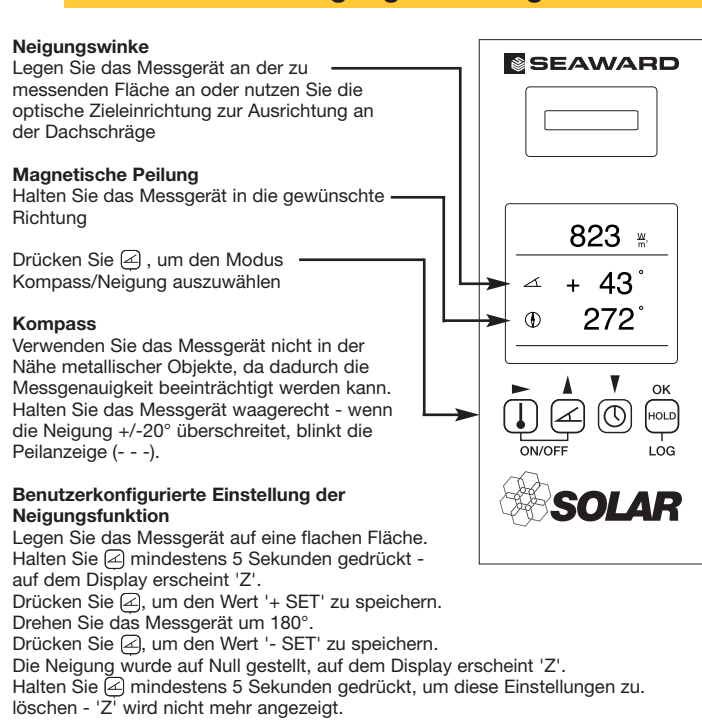 Neigungswinke
Legen Sie das Messgerät an der zu
messenden Fläche an oder nutzen Sie die
optische Zieleinrichtung zur Ausrichtung an
der Dachschräge
Magnetische Peilung
Halten Sie das Messgerät in die gewünschte
Richtung
Drücken Sie , um den Modus
Kompass/Neigung auszuwählen
Kompass
Verwenden Sie das Messgerät nicht in der
Nähe metallischer Objekte, da dadurch die
Messgenauigkeit beeinträchtigt werden kann.
Halten Sie das Messgerät waagerecht - wenn
die Neigung +/-20° überschreitet, blinkt die
Peilanzeige (- - -).
Benutzerkonfigurierte Einstellung der
Neigungsfunktion
Legen Sie das Messgerät auf eine flachen Fläche.
Halten Sie mindestens 5 Sekunden gedrückt -
auf dem Display erscheint 'Z'.
Drücken Sie , um den Wert '+ SET' zu speichern.
Drehen Sie das Messgerät um 180°.
Drücken Sie , um den Wert '- SET' zu speichern.
Die Neigung wurde auf Null gestellt, auf dem Display erscheint 'Z'.
Halten Sie mindestens 5 Sekunden gedrückt, um diese Einstellungen zu.
löschen - 'Z' wird nicht mehr angezeigt.
SEAWARD
823 W/m²
+ 43°
272°
OK
HOLD
ON/OFF LOG
SOLAR